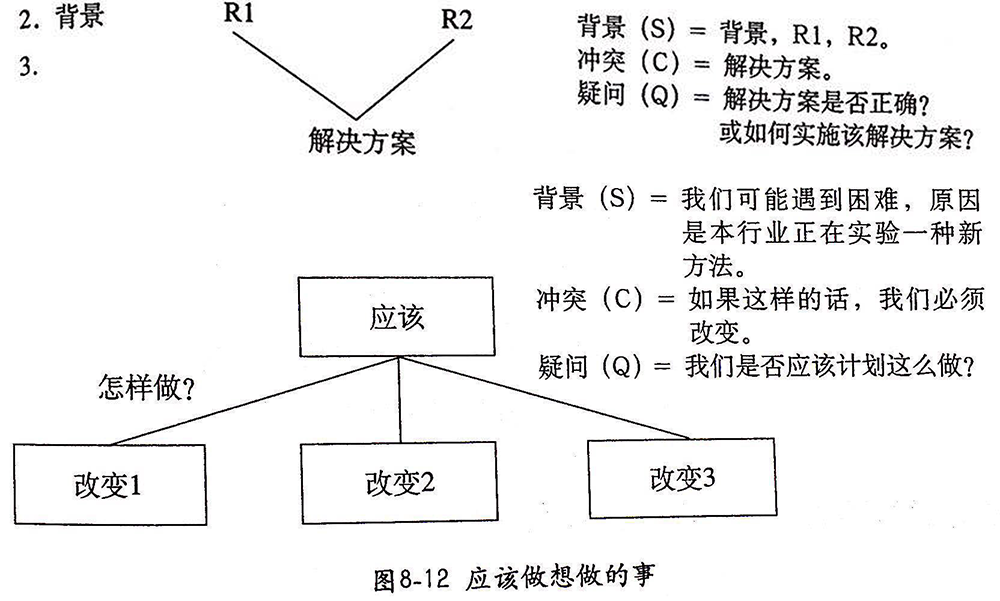 2. 背景
R1
R2
3.
解决方案
背景（S）= 背景，R1，R2。
冲突（C）= 解决方案。
疑问（Q）= 解决方案是否正确？
或如何实施该解决方案？
背景（S）= 我们可能遇到困难，原因
是本行业正在实验一种新
方法。
冲突（C）= 如果这样的话，我们必须
改变。
疑问（Q）= 我们是否应该计划这么做？
应该
怎样做？
改变1
改变2
改变3
图8-12 应该做想做的事